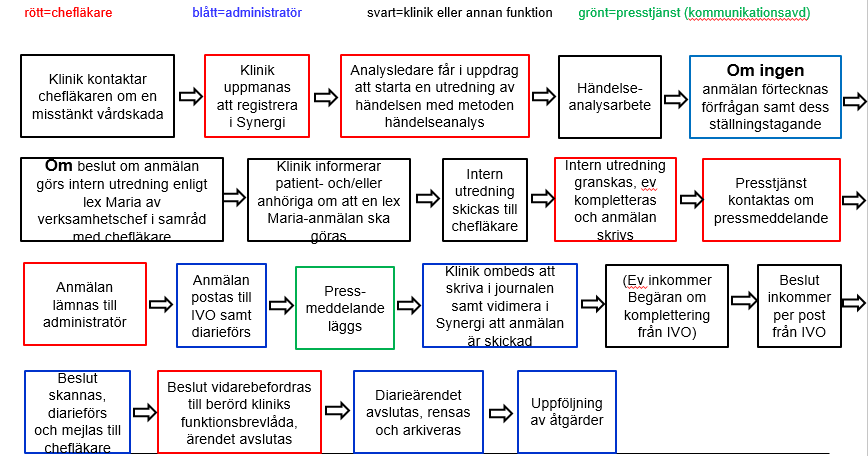 rött=chefläkare
blått=administratör
svart=klinik eller annan funktion
grönt=presstjänst (kommunikationsavd)
Klinik kontaktar
chefläkaren om en
misstänkt vårdskada
Klinik
uppmanas
att registrera
i Synergi
Analysledare får i uppdrag
att starta en utredning av
händelsen med metoden
händelseanalys
Händelse-
analysarbete
Om ingen
anmälan förtecknas
förfrågan samt dess
ställningstagande
Om beslut om anmälan
görs intern utredning enligt
lex Maria av
verksamhetschef i samråd
med chefläkare
Klinik informerar
patient- och/eller
anhöriga om att en lex
Maria-anmälan ska
göras
Intern
utredning
skickas till
chefläkare
Intern utredning
granskas, ev
kompletteras
och anmälan
skrivs
Presstjänst
kontaktas om
pressmeddelande
Anmälan
lämnas till
administratör
Anmälan
postas till
IVO samt
diarieförs
Press-
meddelande
läggs
Klinik ombeds att
skriva i journalen
samt vidimera i
Synergi att anmälan
är skickad
(Ev inkommer
Begäran om
komplettering
från IVO)
Beslut
inkommer
per post
från IVO
Beslut
skannas,
diarieförs
och mejlas till
chefläkare
Beslut vidarebefordras
till berörd kliniks
funktionsbrevlåda,
ärendet avslutas
Diarieärendet
avslutas, rensas
och arkiveras
Uppföljning
av åtgärder